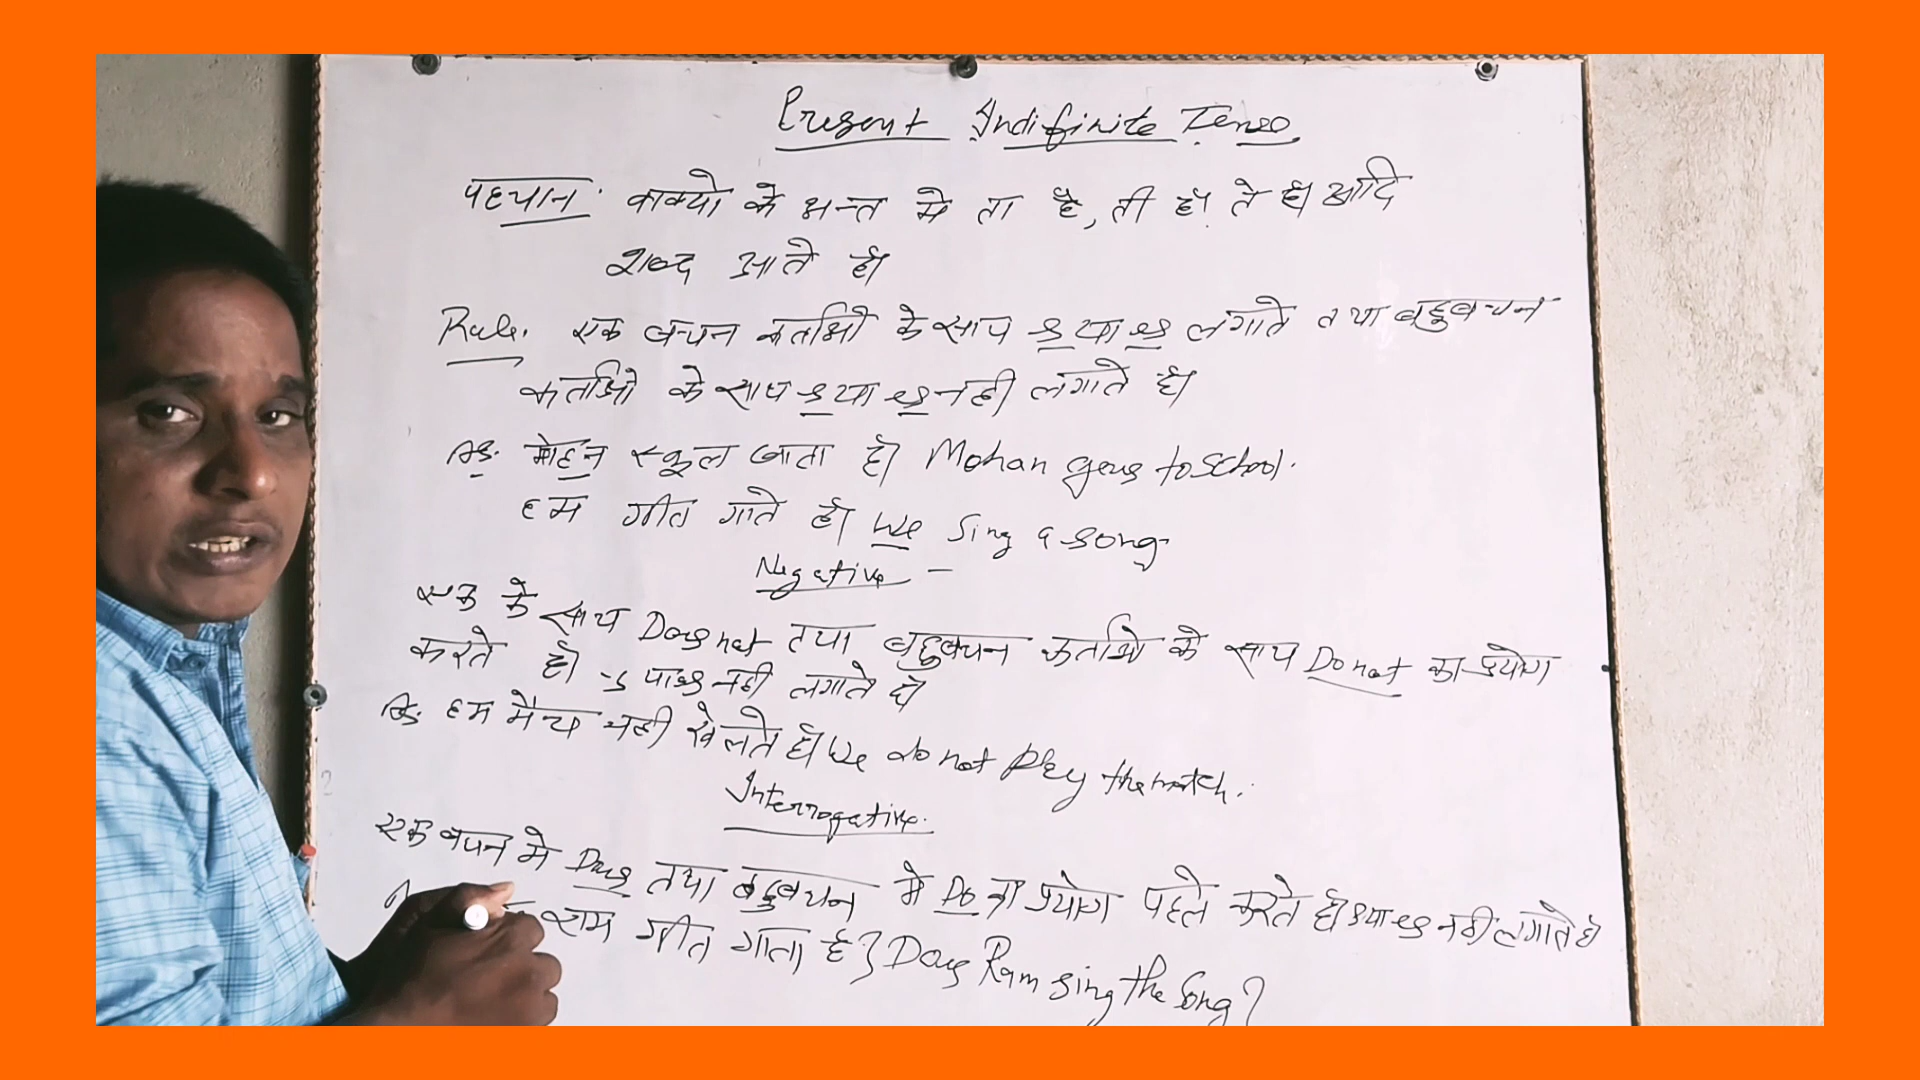 Present Indifinite Tense
पहचान. वाक्यो के अन्त मे ता है, ती है ते है आदि
शब्द आते है।
Rule. एक वचन कर्ताओ के साथ s या es लगाते तथा बहुवचन
कर्ताओ के साथ s या es नही लगाते है।
As. मोहन स्कूल जाता है। Mohan goes to School.
हम गीत गाते है। We Sing a song
Negative -
एक के साथ Does not तथा बहुवचन कर्ताओ के साथ Do not का प्रयोग
करते है। s या es नही लगाते है।
As. हम मैच नही खेलते है। We do not play the match.
Interrogative.
एक वचन मे Does तथा बहुवचन मे Do का प्रयोग पहले करते है। s या es नही लगाते है
राम गीत गाता है? Does Ram sing the Song?